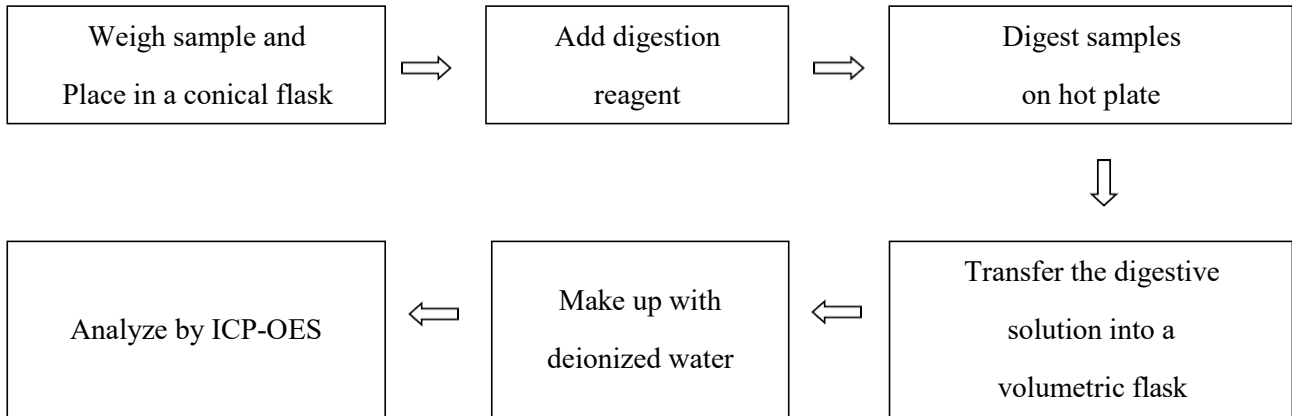 Weigh sample and
Place in a conical flask
Add digestion
reagent
Digest samples
on hot plate
Transfer the digestive
solution into a
volumetric flask
Make up with
deionized water
Analyze by ICP-OES